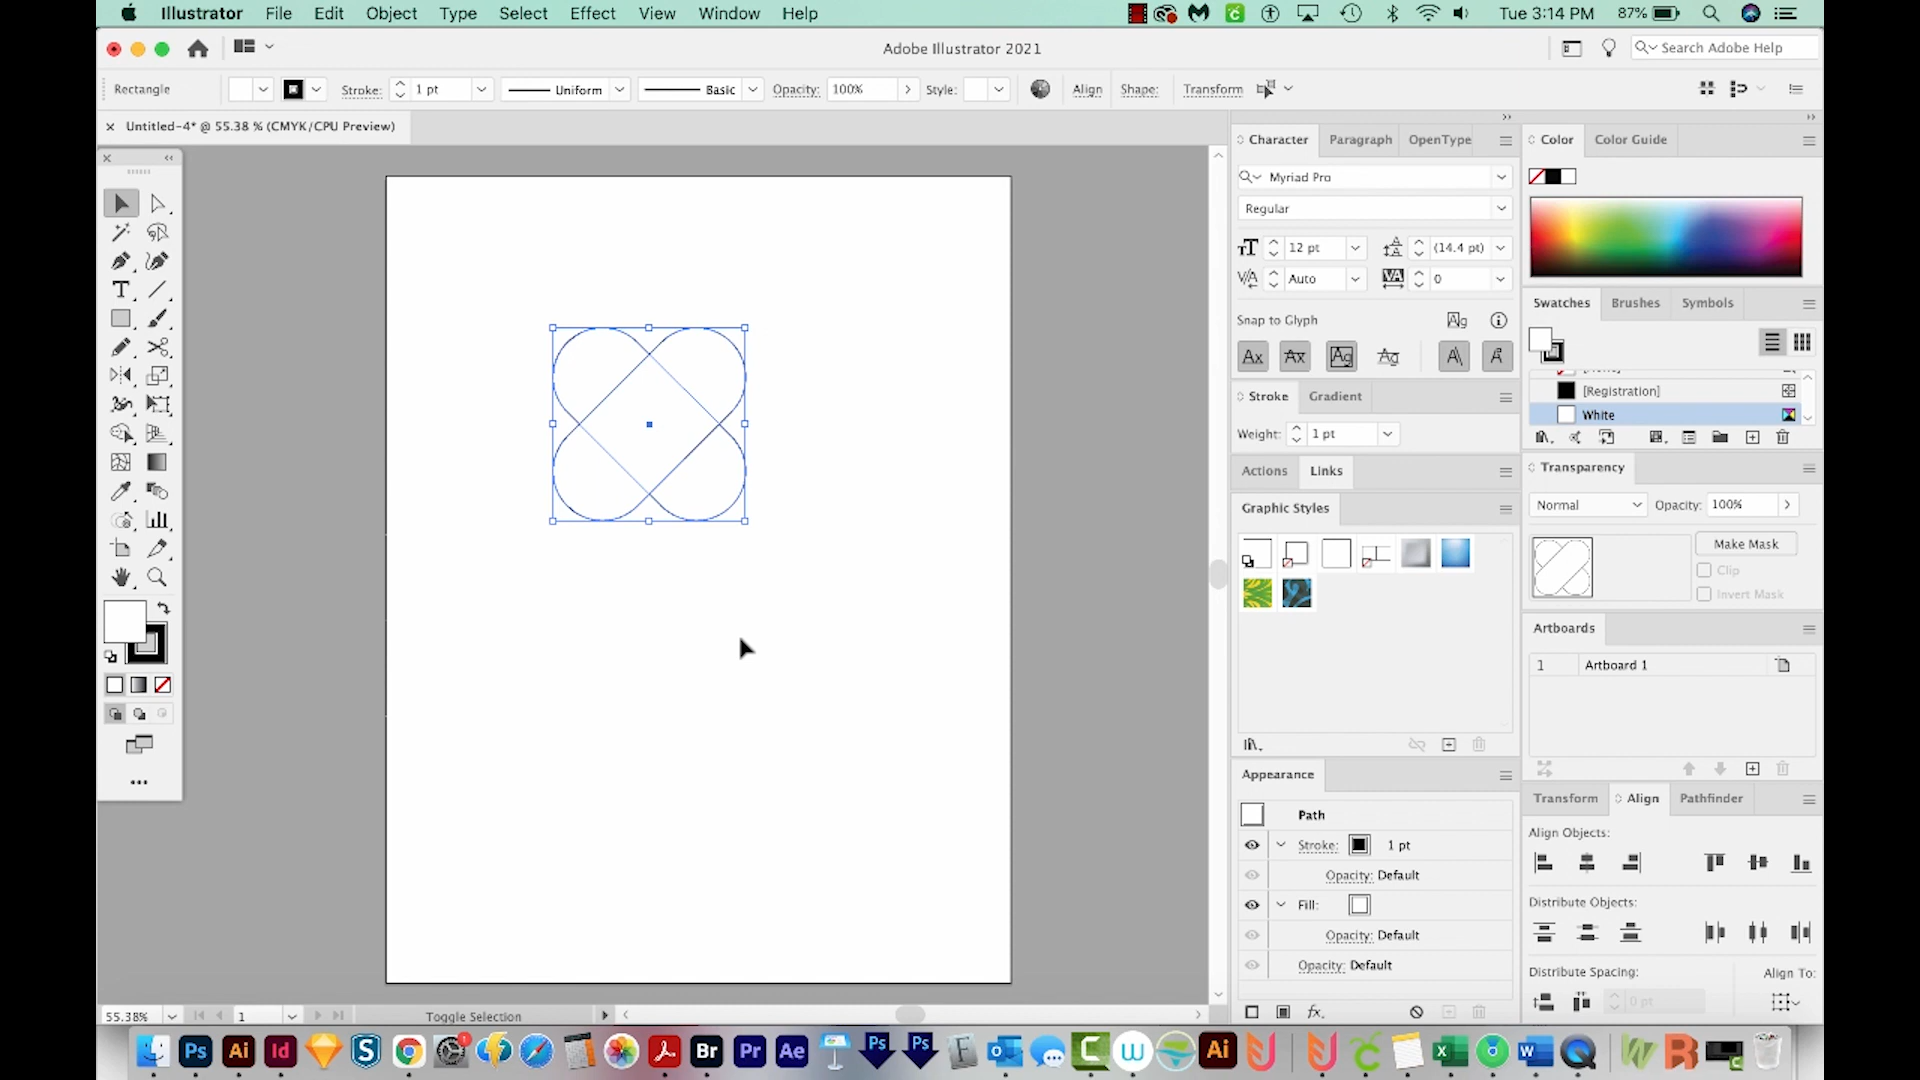 Illustrator File Edit Object Type Select Effect View Window Help Tue 3:14 PM 87%
Adobe Illustrator 2021 Search Adobe Help
Rectangle Stroke: 1 pt Uniform Basic Opacity: 100% Style: Align Shape: Transform
Untitled-4* @ 55.38 % (CMYK/CPU Preview)
Character Paragraph OpenType
Myriad Pro
Regular
12 pt (14.4 pt)
Auto 0
Snap to Glyph
Stroke Gradient
Weight: 1 pt
Actions Links
Graphic Styles
Appearance
Path
Stroke: 1 pt
Opacity: Default
Fill:
Opacity: Default
Opacity: Default
Color Color Guide
Swatches Brushes Symbols
[Registration]
White
Transparency
Normal Opacity: 100%
Make Mask
Clip
Invert Mask
Artboards
1 Artboard 1
Transform Align Pathfinder
Align Objects:
Distribute Objects:
Distribute Spacing: Align To:
0 pt
55.38% 1 Toggle Selection
Ps Ai Id S Br Pr Ae Ps Ps F C W Ai X W